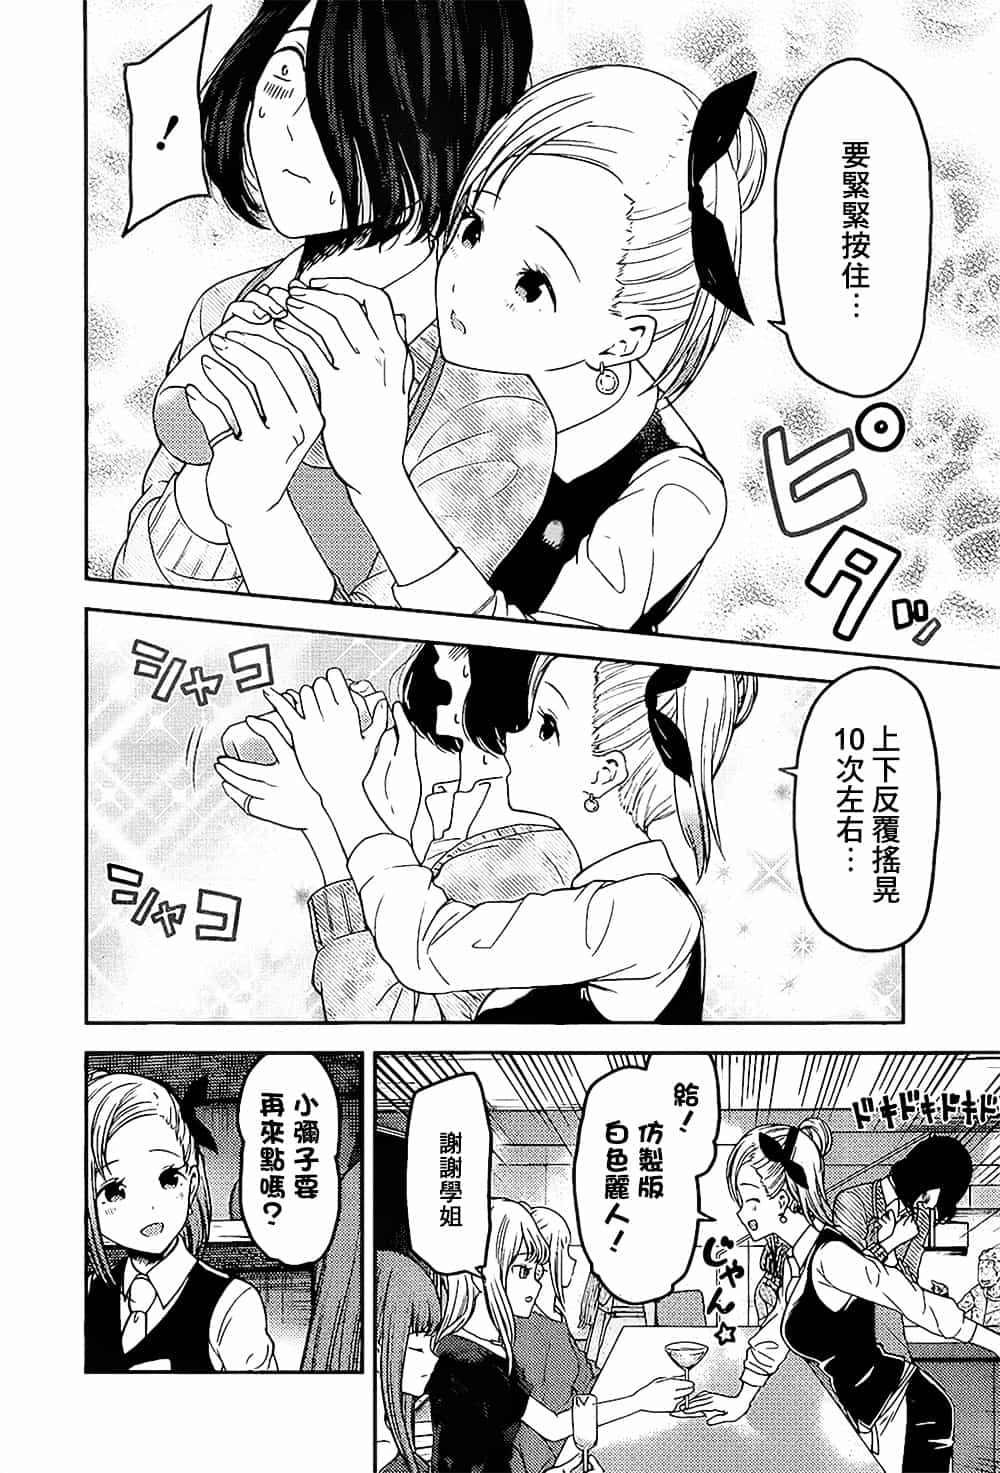 要緊緊按住…
！
ピタッ
上下反覆搖晃
10次左右…
シャコ
シャコ
ドキドキドキド
給！
仿製版
白色麗人！
じゃん☆
謝謝學姐
小彌子要
再來點嗎？